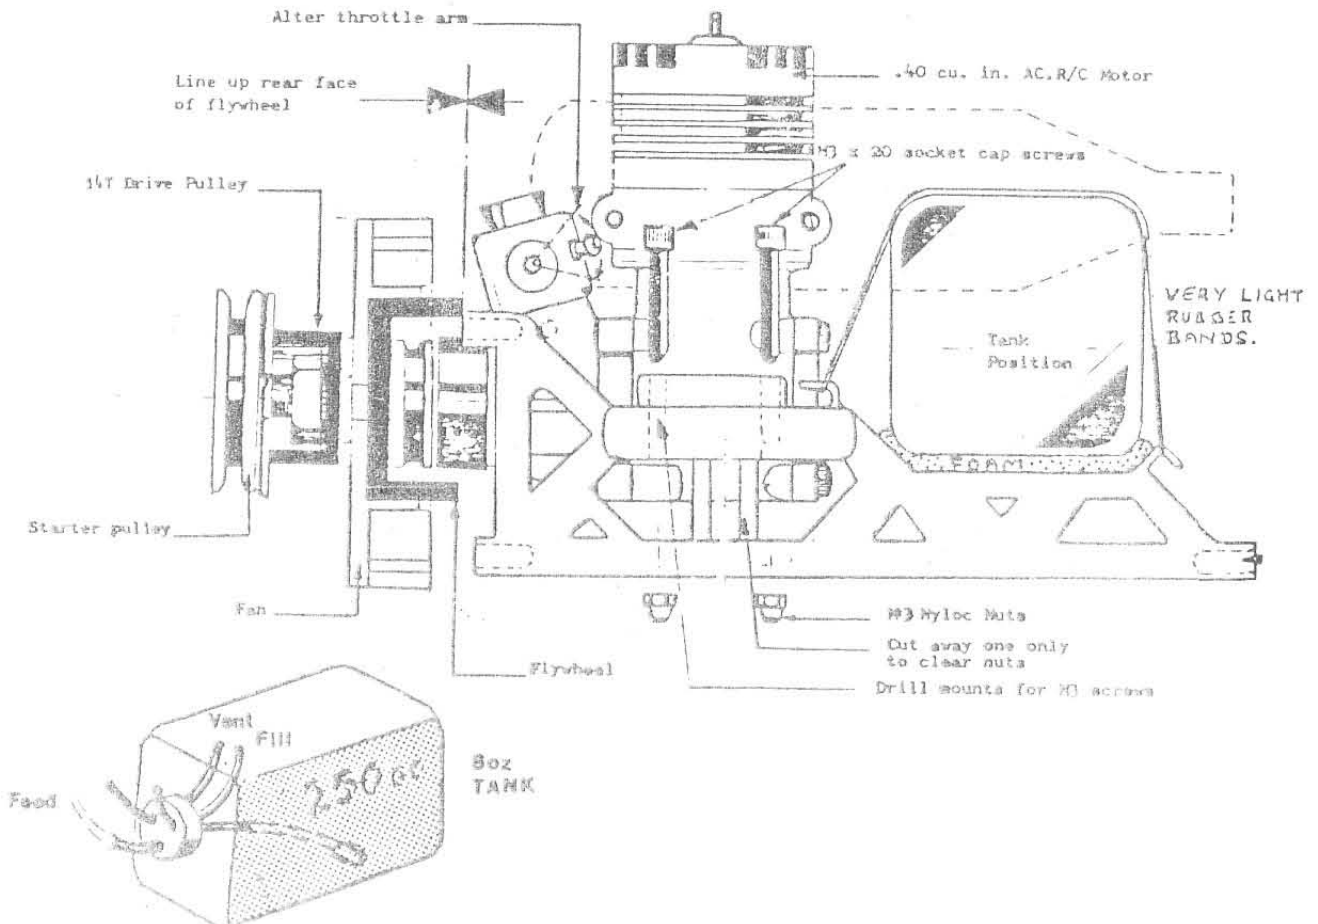 Alter throttle arm
Line up rear face
of flywheel
.40 cu. in. AC.R/C Motor
M3 x 20 socket cap screws
14T Drive Pulley
VERY LIGHT
RUBBER
BANDS.
Tank
Position
FOAM
Starter pulley
Fan
M3 Nyloc Nuts
Cut away one only
to clear nuts
Flywheel
Drill mounts for M3 screws
Vent
Fill
250cc
8oz
TANK
Feed